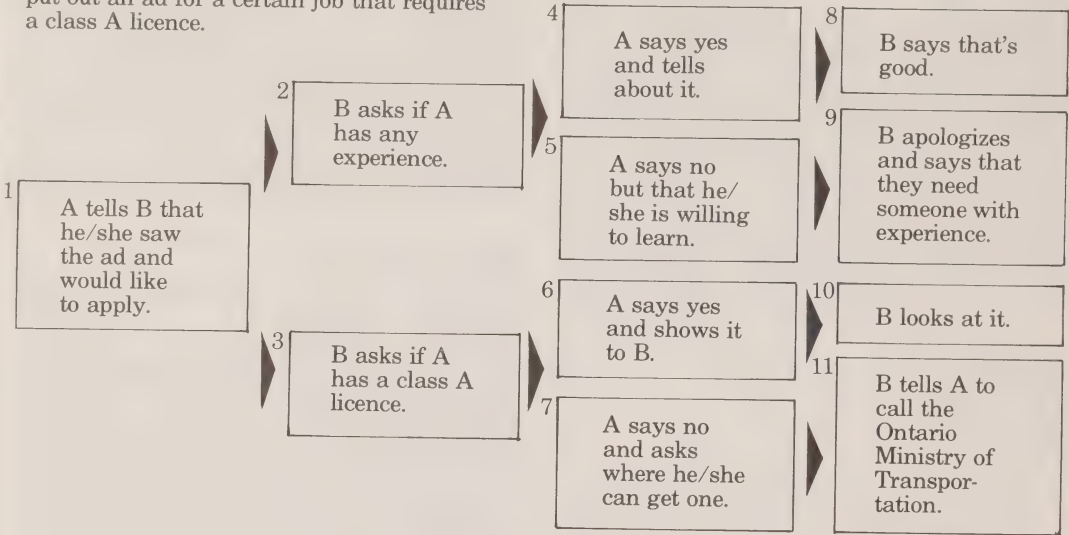 put out an ad for a certain job that requires
a class A licence.
1
A tells B that
he/she saw
the ad and
would like
to apply.
2
B asks if A
has any
experience.
3
B asks if A
has a class A
licence.
4
A says yes
and tells
about it.
5
A says no
but that he/
she is willing
to learn.
6
A says yes
and shows it
to B.
7
A says no
and asks
where he/she
can get one.
8
B says that's
good.
9
B apologizes
and says that
they need
someone with
experience.
10
B looks at it.
11
B tells A to
call the
Ontario
Ministry of
Transpor-
tation.